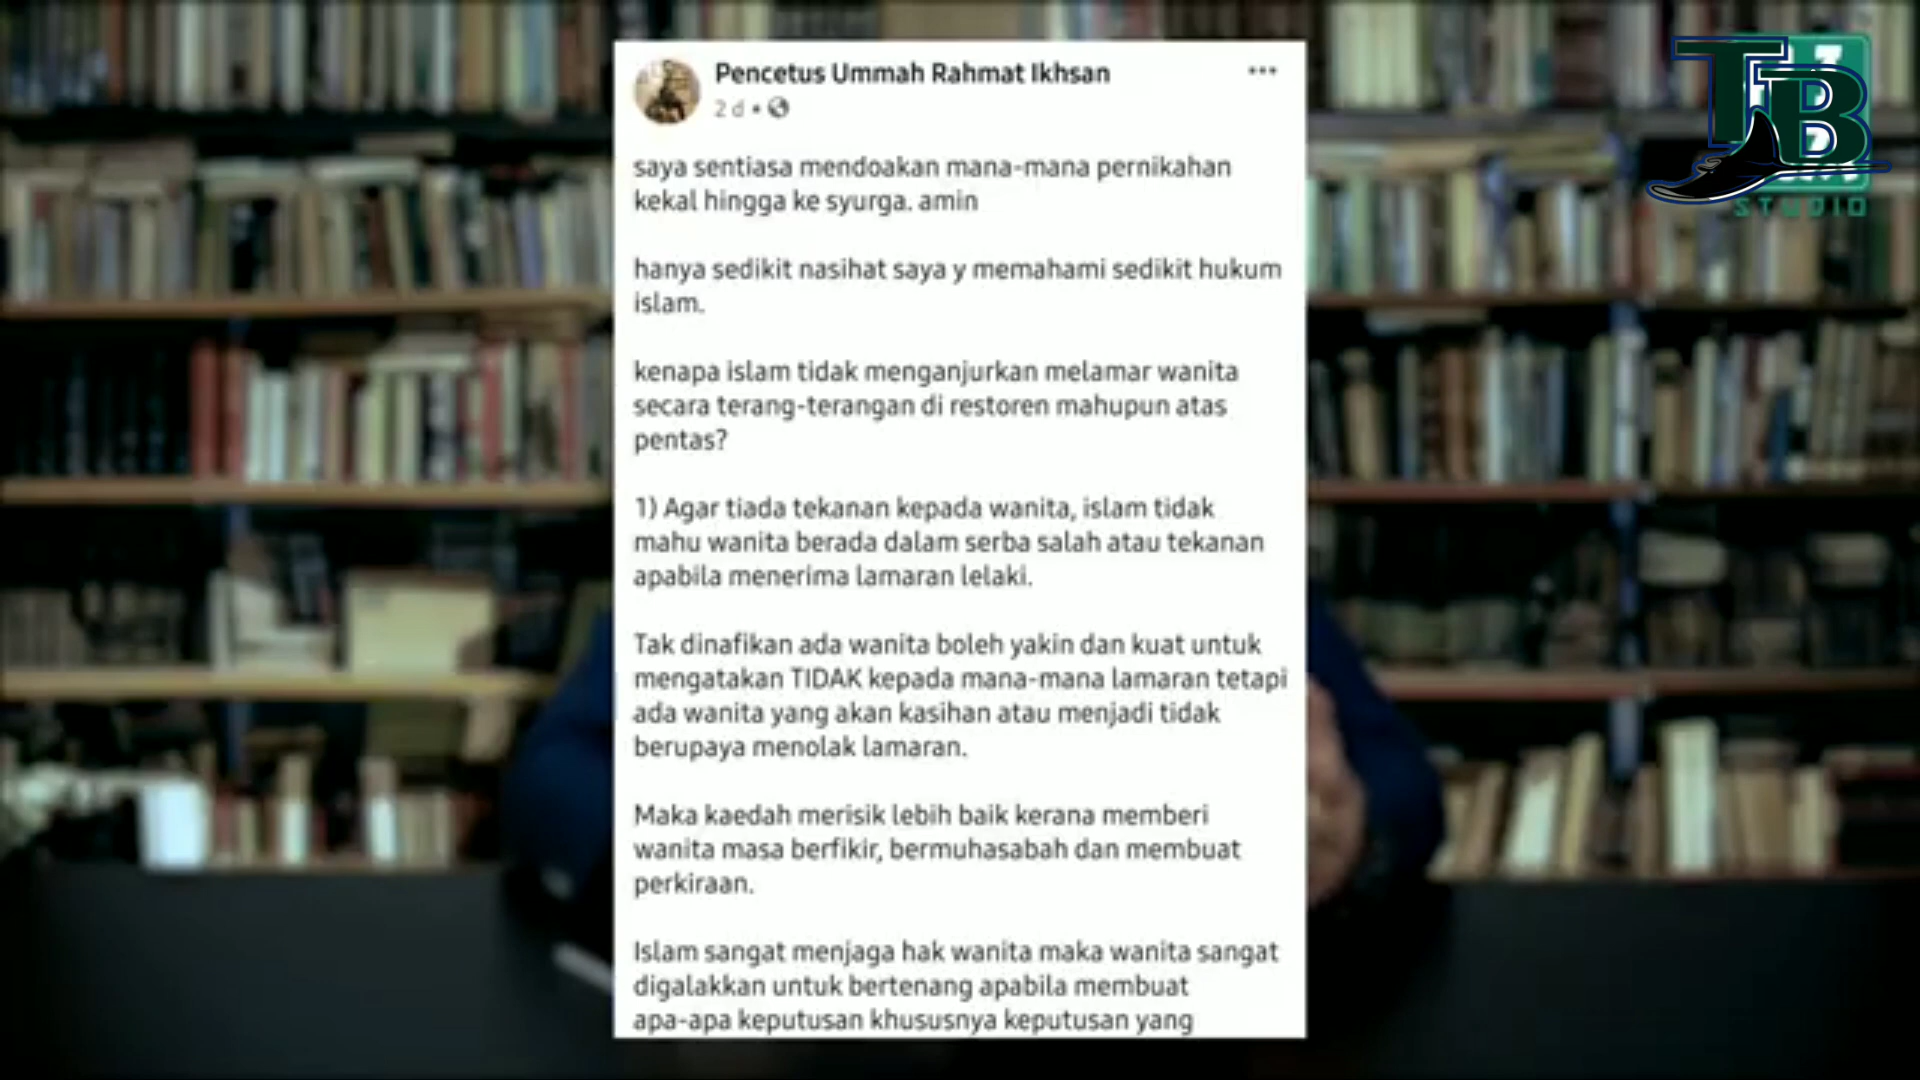 Pencetus Ummah Rahmat Ikhsan
2 d
saya sentiasa mendoakan mana-mana pernikahan
kekal hingga ke syurga. amin
hanya sedikit nasihat saya y memahami sedikit hukum
islam.
kenapa islam tidak menganjurkan melamar wanita
secara terang-terangan di restoren mahupun atas
pentas?
1) Agar tiada tekanan kepada wanita, islam tidak
mahu wanita berada dalam serba salah atau tekanan
apabila menerima lamaran lelaki.
Tak dinafikan ada wanita boleh yakin dan kuat untuk
mengatakan TIDAK kepada mana-mana lamaran tetapi
ada wanita yang akan kasihan atau menjadi tidak
berupaya menolak lamaran.
Maka kaedah merisik lebih baik kerana memberi
wanita masa berfikir, bermuhasabah dan membuat
perkiraan.
Islam sangat menjaga hak wanita maka wanita sangat
digalakkan untuk bertenang apabila membuat
apa-apa keputusan khususnya keputusan yang
TJB
STUDIO